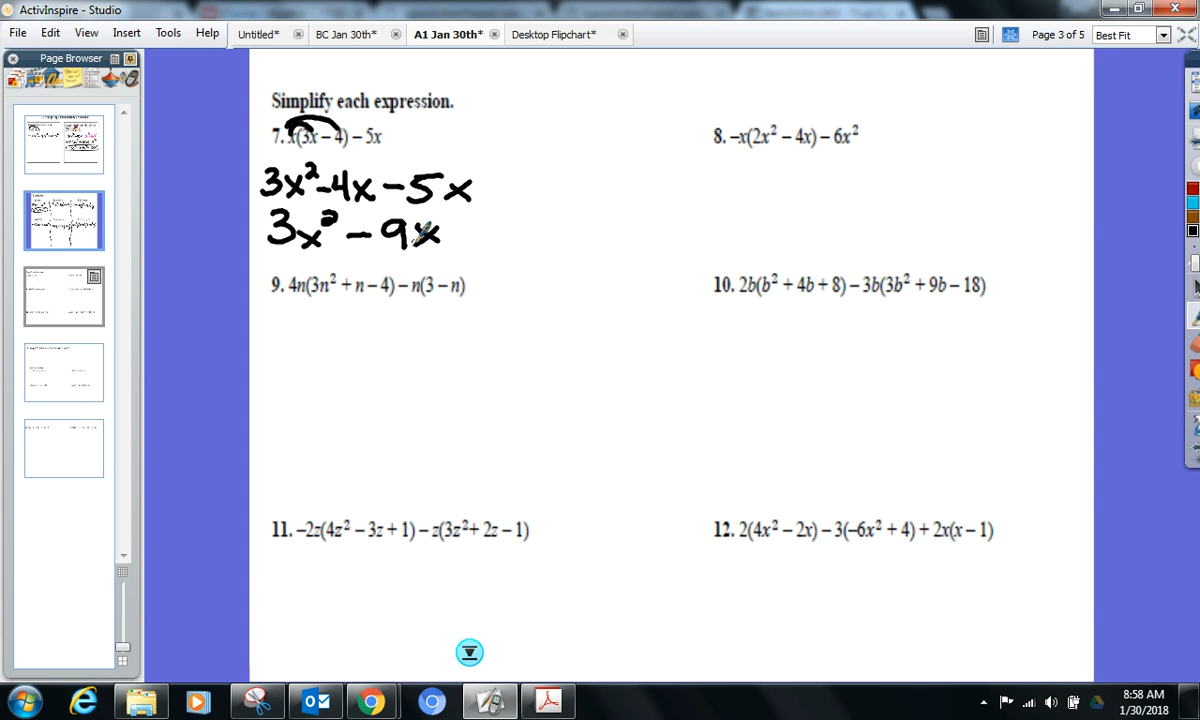 ActivInspire - Studio
File Edit View Insert Tools Help
Untitled* BC Jan 30th* A1 Jan 30th* Desktop Flipchart*
Page 3 of 5 Best Fit
Page Browser
Simplify each expression.
7. x(3x – 4) – 5x
3x² - 4x - 5x
3x² - 9x
8. –x(2x² – 4x) – 6x²
9. 4n(3n² + n – 4) – n(3 – n)
10. 2b(b² + 4b + 8) – 3b(3b² + 9b – 18)
11. –2z(4z² – 3z + 1) – z(3z² + 2z – 1)
12. 2(4x² – 2x) – 3(–6x² + 4) + 2x(x – 1)
8:58 AM
1/30/2018